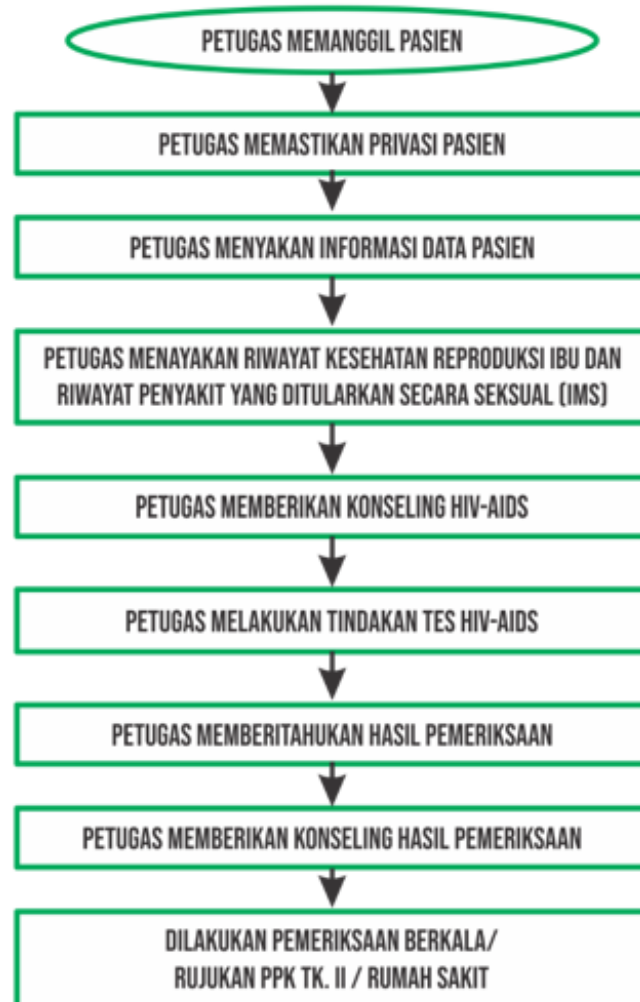 PETUGAS MEMANGGIL PASIEN
PETUGAS MEMASTIKAN PRIVASI PASIEN
PETUGAS MENYAKAN INFORMASI DATA PASIEN
PETUGAS MENAYAKAN RIWAYAT KESEHATAN REPRODUKSI IBU DAN
RIWAYAT PENYAKIT YANG DITULARKAN SECARA SEKSUAL (IMS)
PETUGAS MEMBERIKAN KONSELING HIV-AIDS
PETUGAS MELAKUKAN TINDAKAN TES HIV-AIDS
PETUGAS MEMBERITAHUKAN HASIL PEMERIKSAAN
PETUGAS MEMBERIKAN KONSELING HASIL PEMERIKSAAN
DILAKUKAN PEMERIKSAAN BERKALA/
RUJUKAN PPK TK. II / RUMAH SAKIT